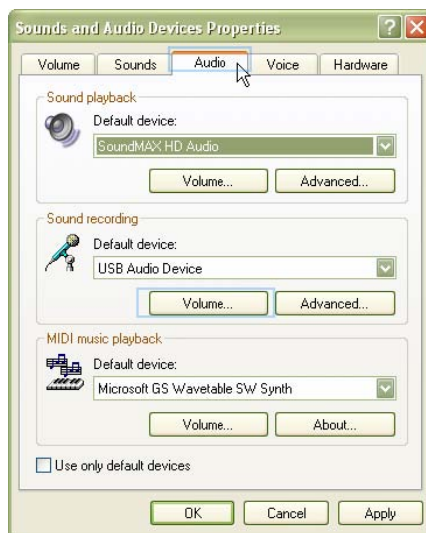 Sounds and Audio Devices Properties
Volume Sounds Audio Voice Hardware
Sound playback
Default device:
SoundMAX HD Audio
Volume... Advanced...
Sound recording
Default device:
USB Audio Device
Volume... Advanced...
MIDI music playback
Default device:
Microsoft GS Wavetable SW Synth
Volume... About...
Use only default devices
OK Cancel Apply